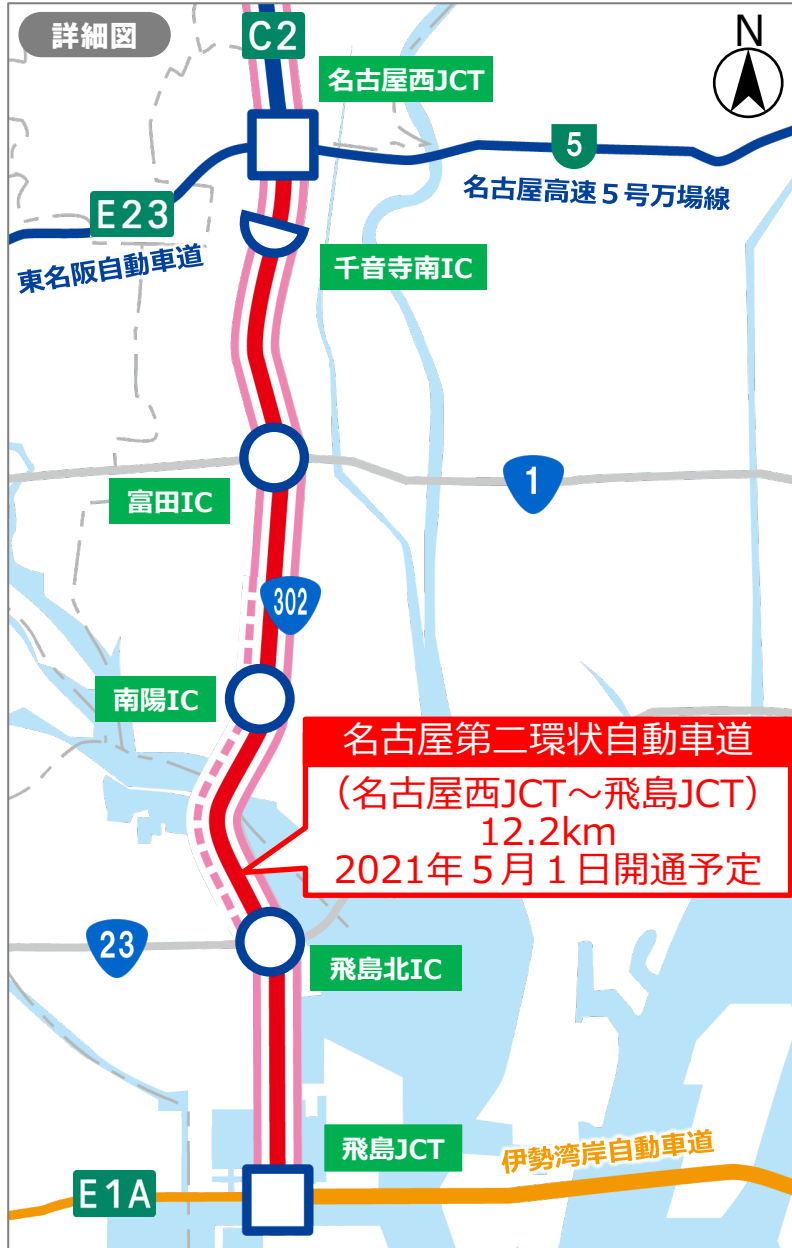 詳細図
C2
N
名古屋西JCT
5
名古屋高速5号万場線
E23
東名阪自動車道
千音寺南IC
1
富田IC
302
南陽IC
名古屋第二環状自動車道
（名古屋西JCT～飛島JCT）
12.2km
2021年５月１日開通予定
23
飛島北IC
飛島JCT
伊勢湾岸自動車道
E1A